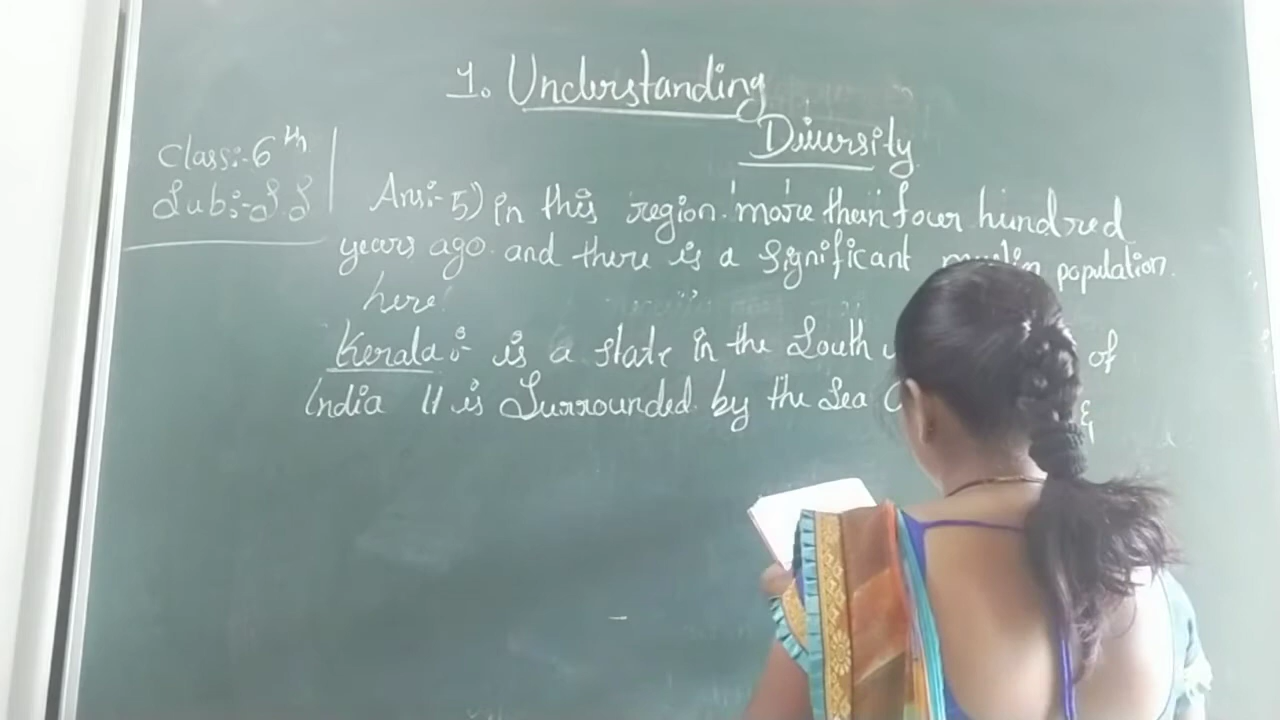 1. Understanding
Diversity
Class:-6th
Sub:-S.S
Ans:-5) in this region more than four hundred
years ago. and there is a significant muslim population.
here.
Kerala:- is a state in the South of
India It is Surrounded by the Sea &